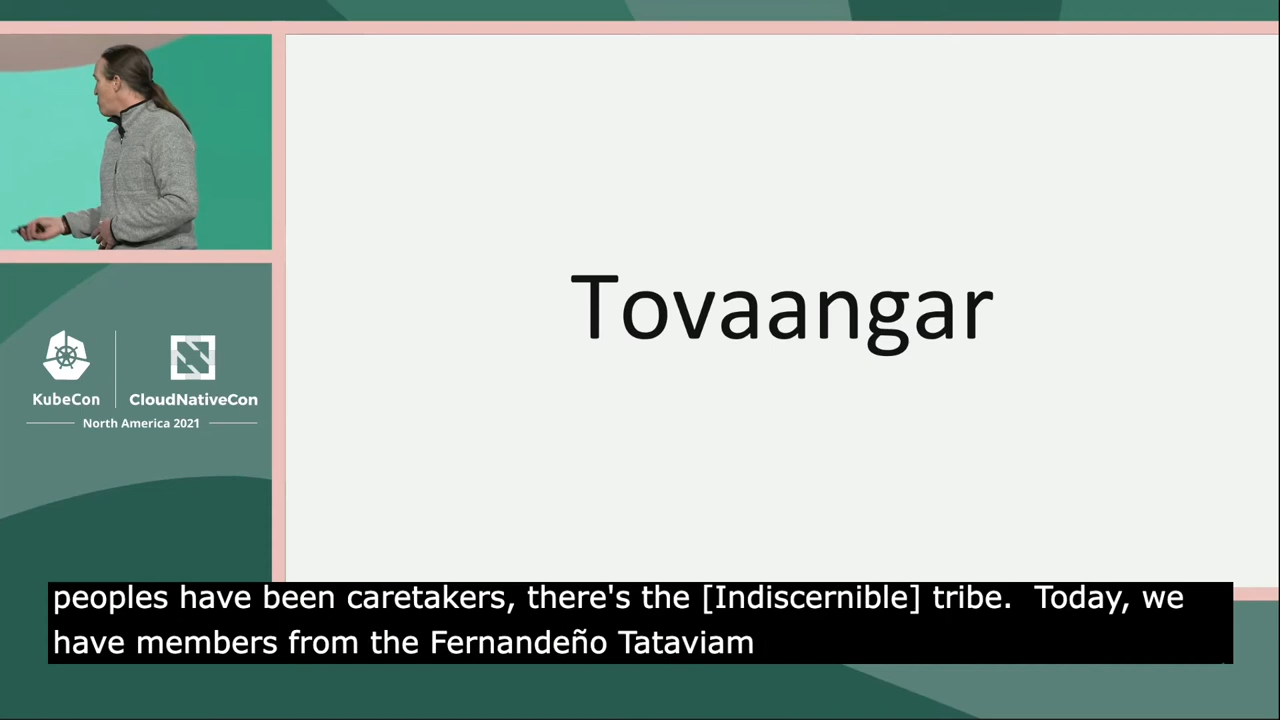 Tovaangar
KubeCon
CloudNativeCon
North America 2021
peoples have been caretakers, there's the [Indiscernible] tribe. Today, we
have members from the Fernandeño Tataviam